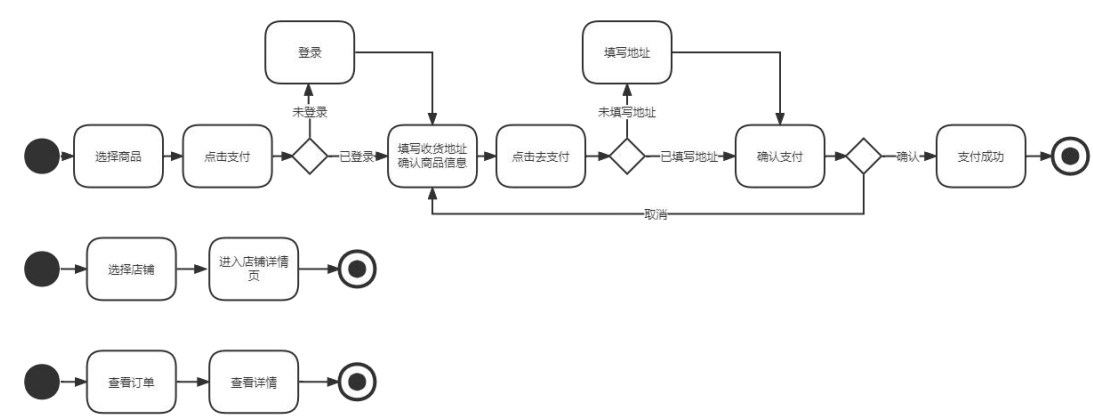 登录
填写地址
未登录
未填写地址
选择商品
点击支付
已登录
填写收货地址
确认商品信息
点击去支付
已填写地址
确认支付
确认
支付成功
取消
选择店铺
进入店铺详情
页
查看订单
查看详情